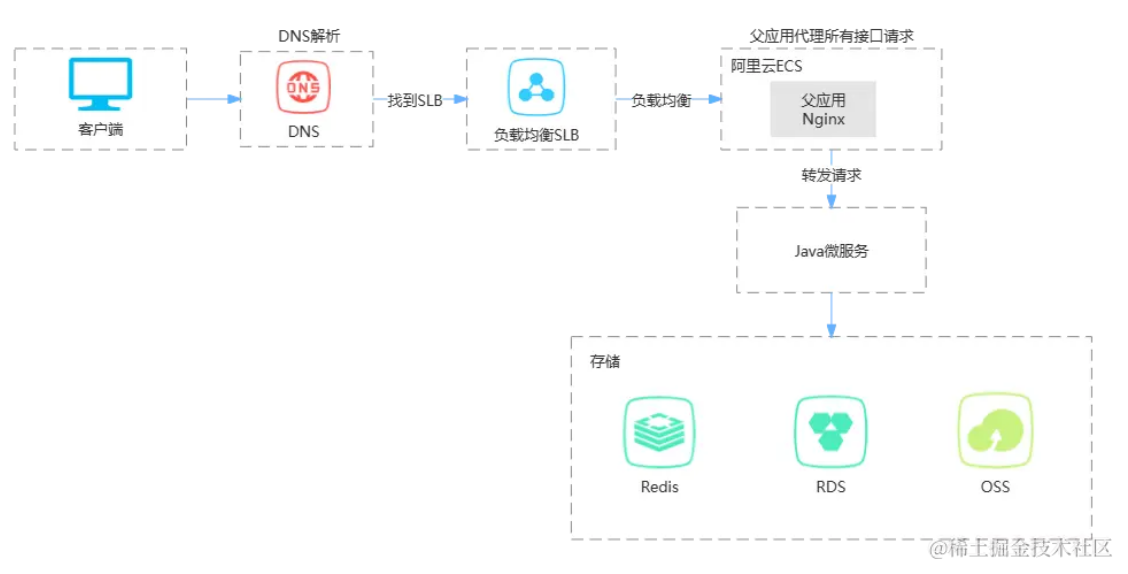 DNS解析
父应用代理所有接口请求
客户端
DNS
DNS
找到SLB
负载均衡SLB
负载均衡
阿里云ECS
父应用
Nginx
转发请求
Java微服务
存储
Redis
RDS
OSS
@稀土掘金技术社区